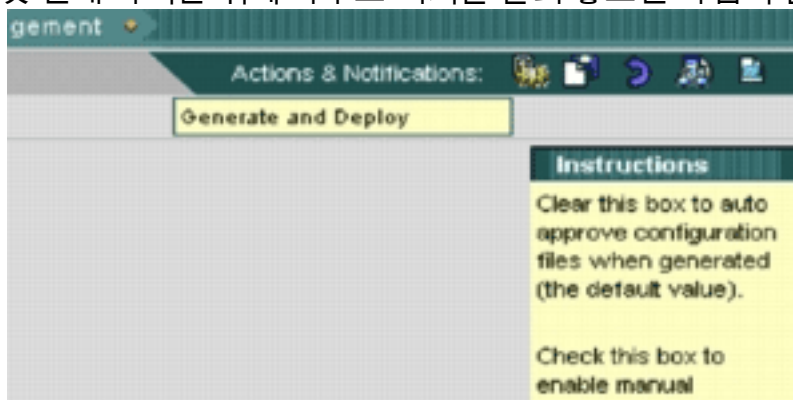 gement
Actions & Notifications:
Generate and Deploy
Instructions
Clear this box to auto
approve configuration
files when generated
(the default value).
Check this box to
enable manual